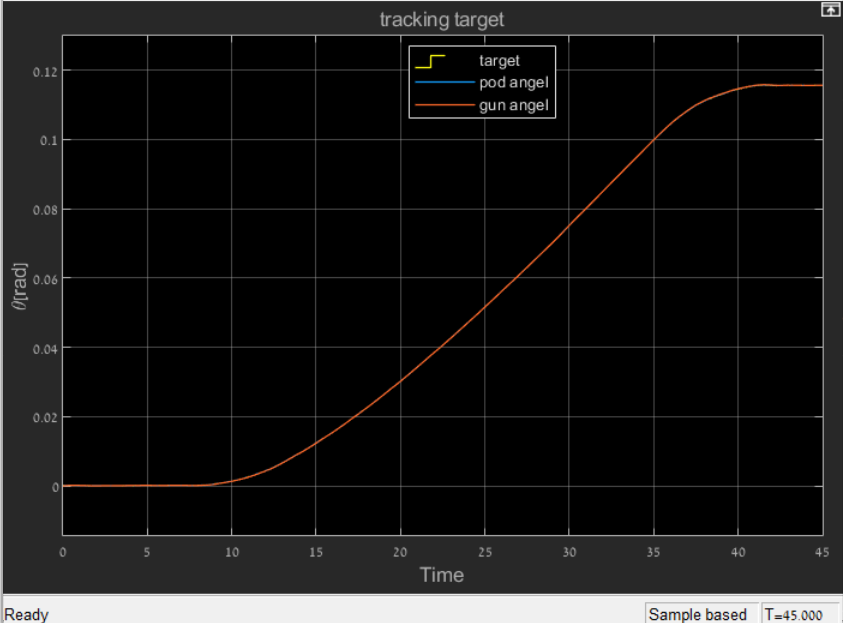 tracking target
target
pod angel
gun angel
0.12
0.1
0.08
0.06
0.04
0.02
0
θ[rad]
0 5 10 15 20 25 30 35 40 45
Time
Ready Sample based T=45.000